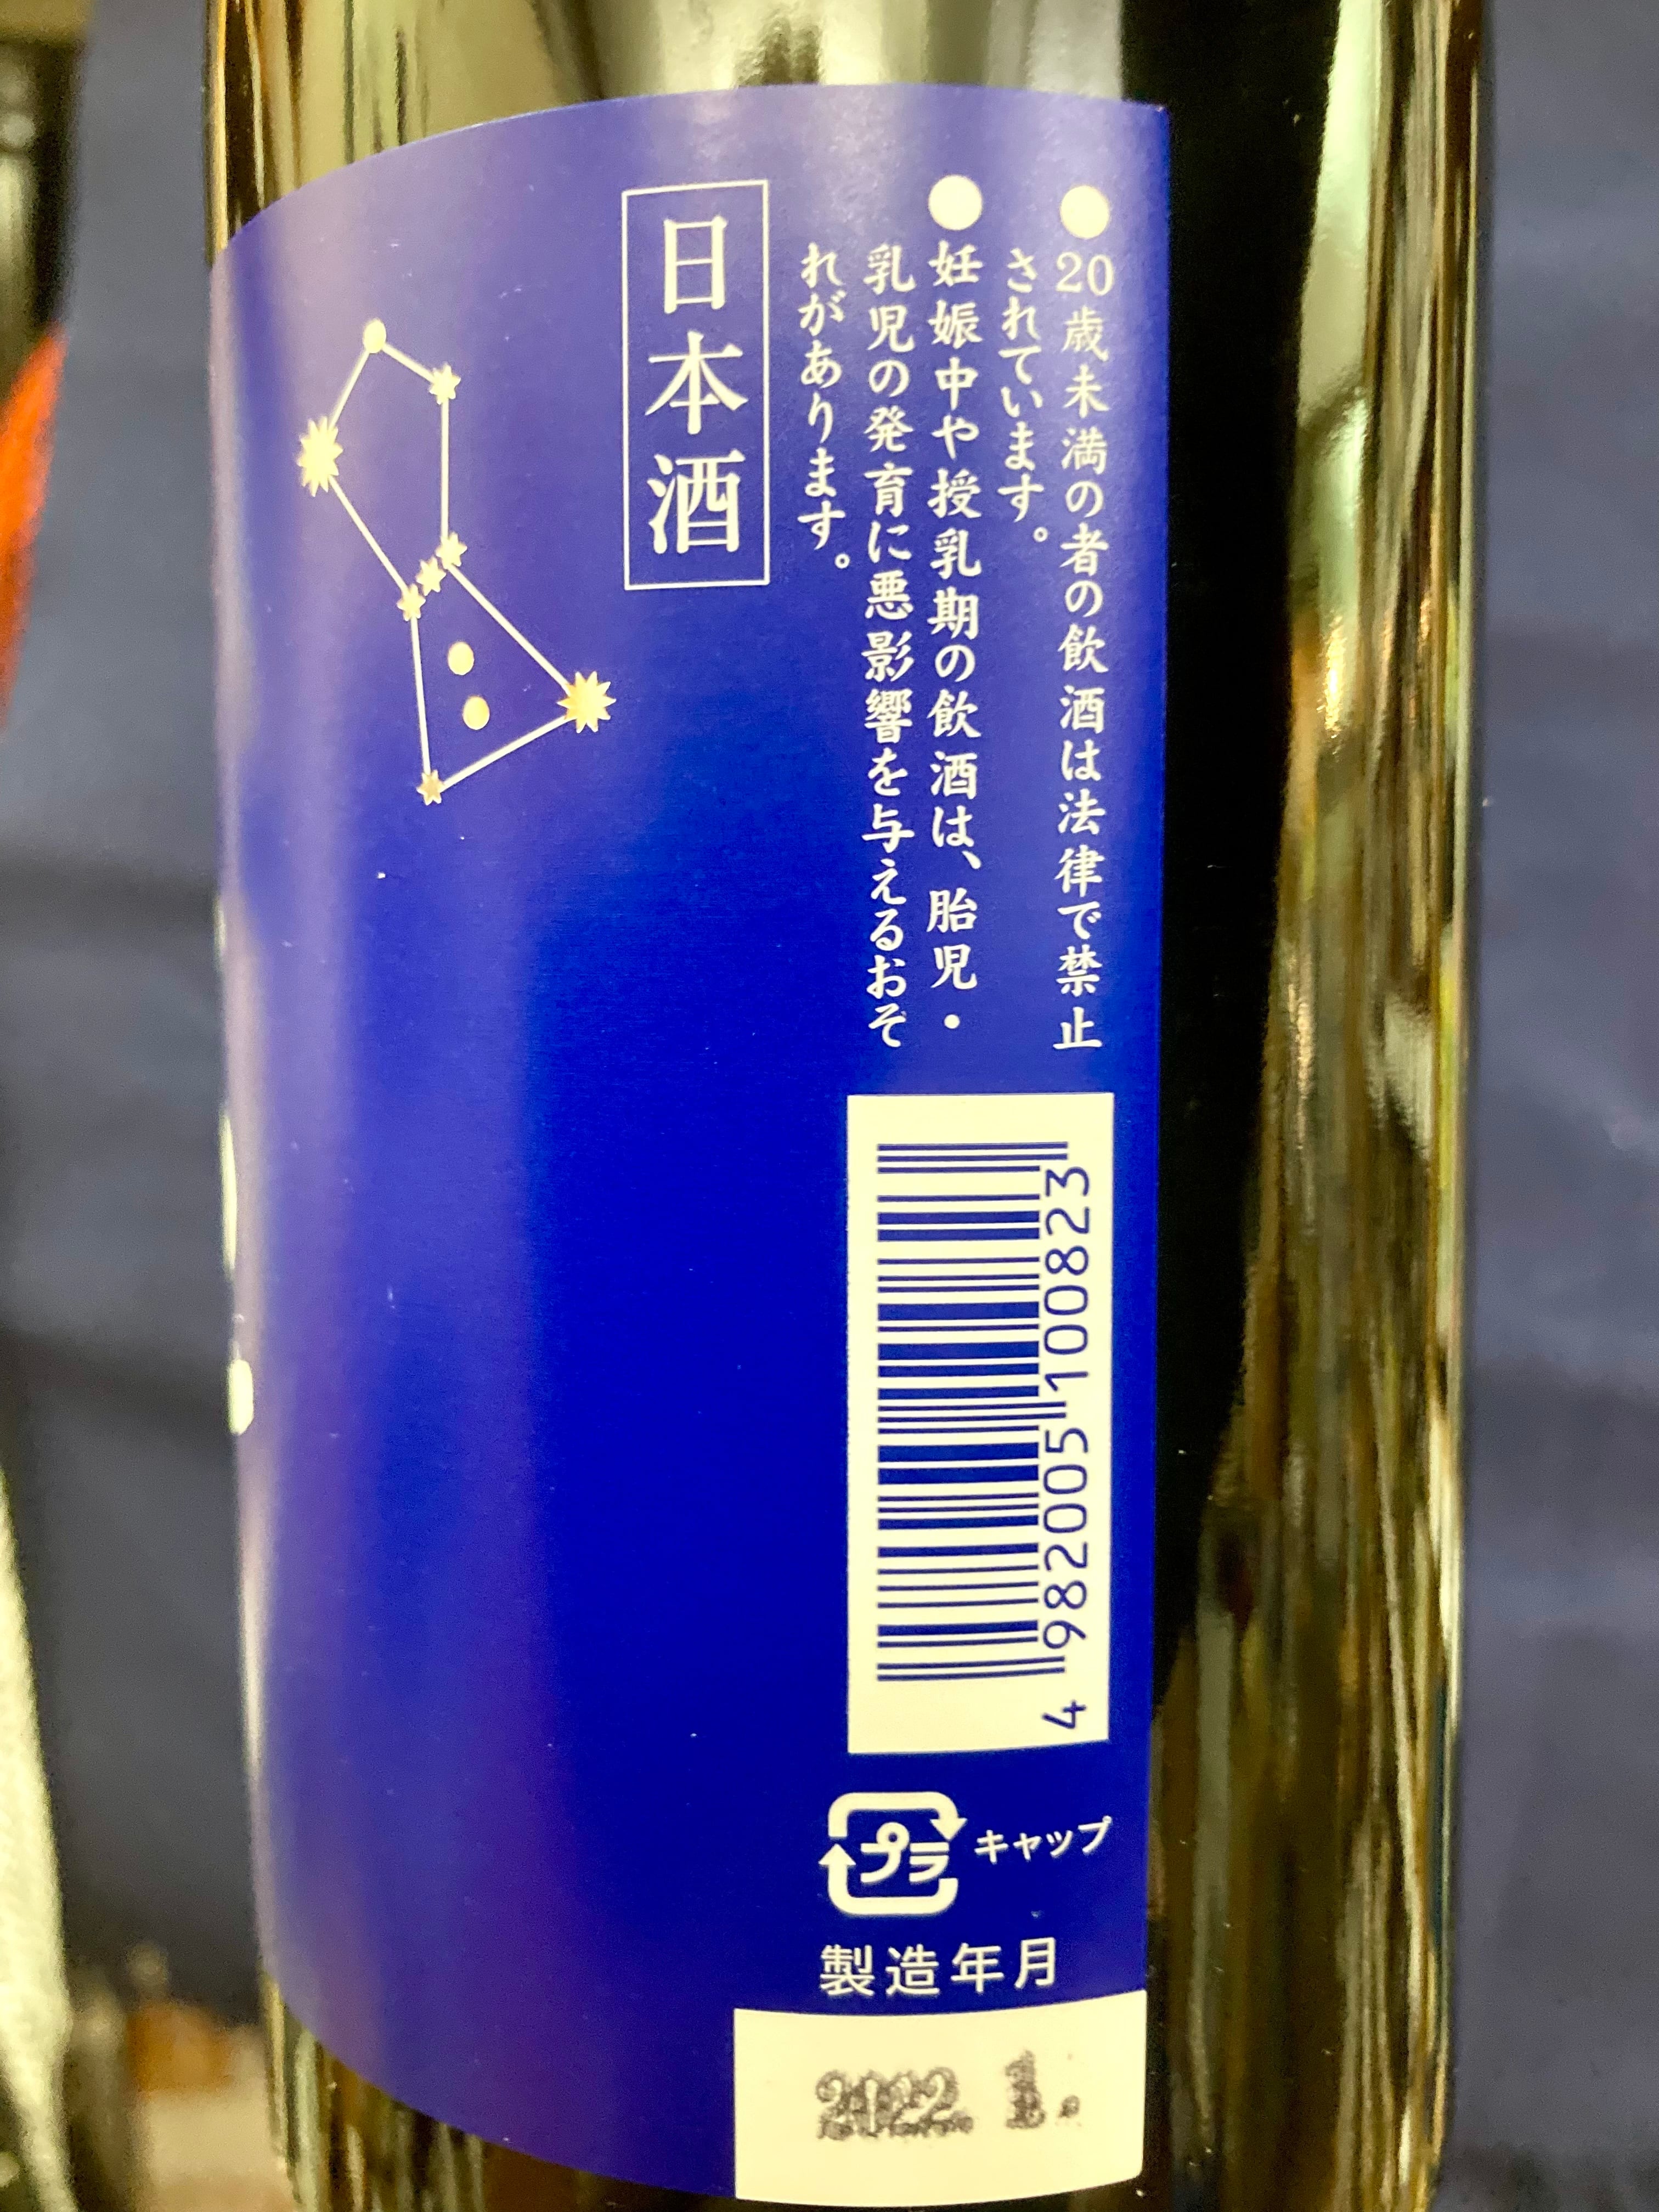 ●20歳未満の者の飲酒は法律で禁止
されています。
●妊娠中や授乳期の飲酒は、胎児・
乳児の発育に悪影響を与えるおそ
れがあります。
日本酒
4 982005 100823
プラ
キャップ
製造年月
2022. 1.